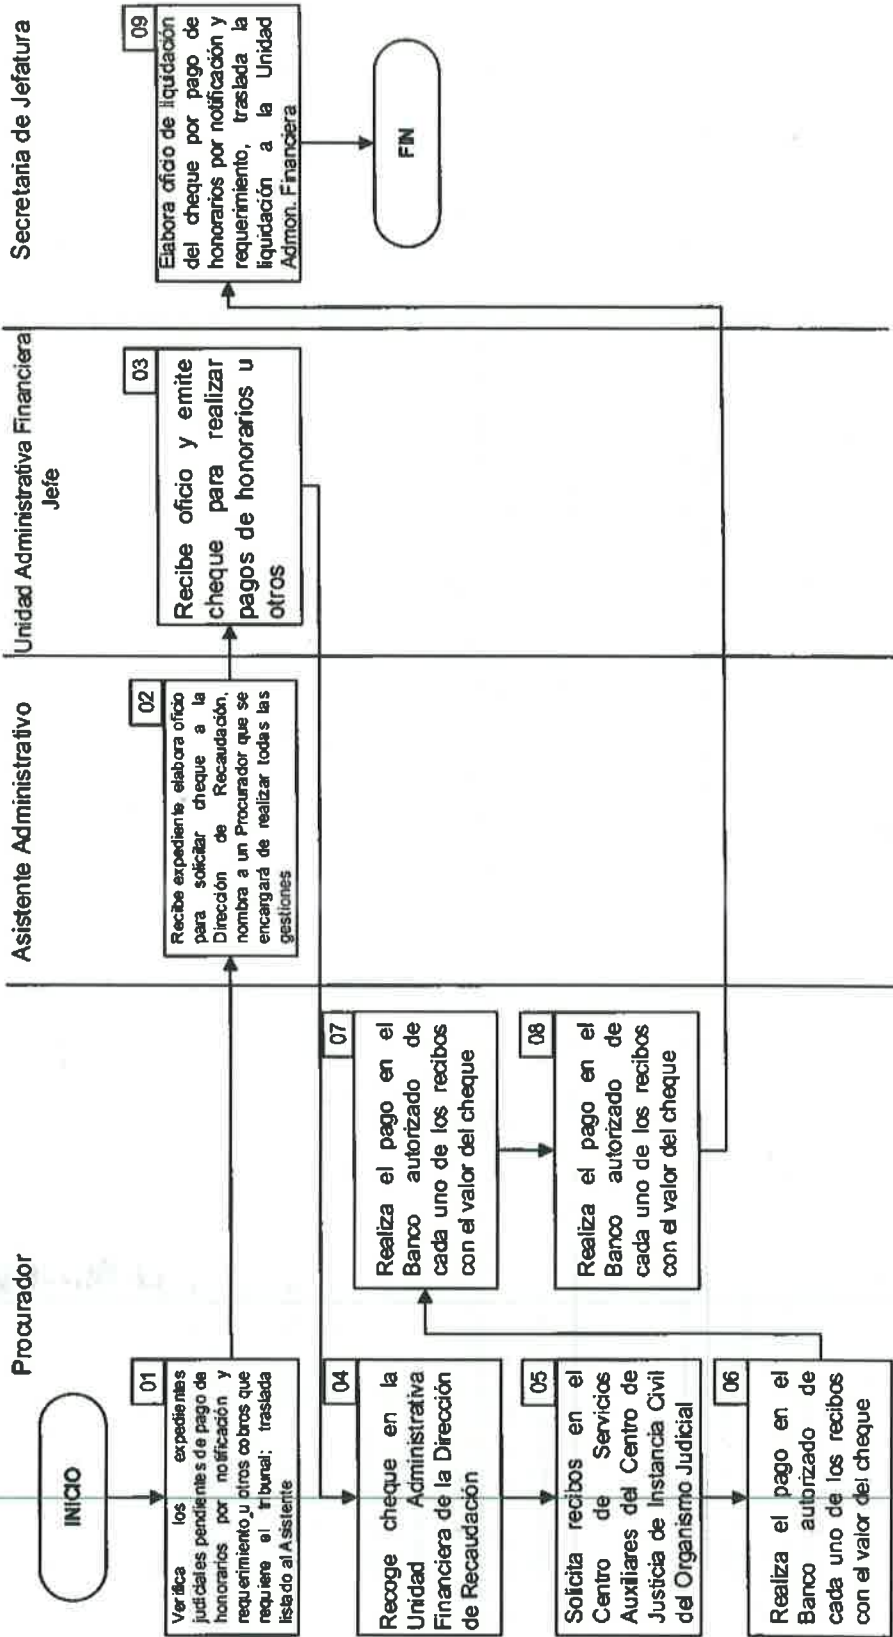 Procurador
Asistente Administrativo
Unidad Administrativa Financiera
Jefe
Secretaria de Jefatura
INICIO
01
Verifica los expedientes
judiciales pendientes de pago de
honorarios por notificación y
requerimiento u otros cobros que
requiere el tribunal; traslada
listado al Asistente
02
Recibe expediente, elabora oficio
para solicitar cheque a la
Dirección de Recaudación,
nombra a un Procurador que se
encargará de realizar todas las
gestiones
03
Recibe oficio y emite
cheque para realizar
pagos de honorarios u
otros
04
Recoge cheque en la
Unidad Administrativa
Financiera de la Dirección
de Recaudación
05
Solicita recibos en el
Centro de Servicios
Auxiliares del Centro de
Justicia de Instancia Civil
del Organismo Judicial
06
Realiza el pago en el
Banco autorizado de
cada uno de los recibos
con el valor del cheque
07
Realiza el pago en el
Banco autorizado de
cada uno de los recibos
con el valor del cheque
08
Realiza el pago en el
Banco autorizado de
cada uno de los recibos
con el valor del cheque
09
Elabora oficio de liquidación
del cheque por pago de
honorarios por notificación y
requerimiento, traslada la
liquidación a la Unidad
Admon. Financiera
FIN